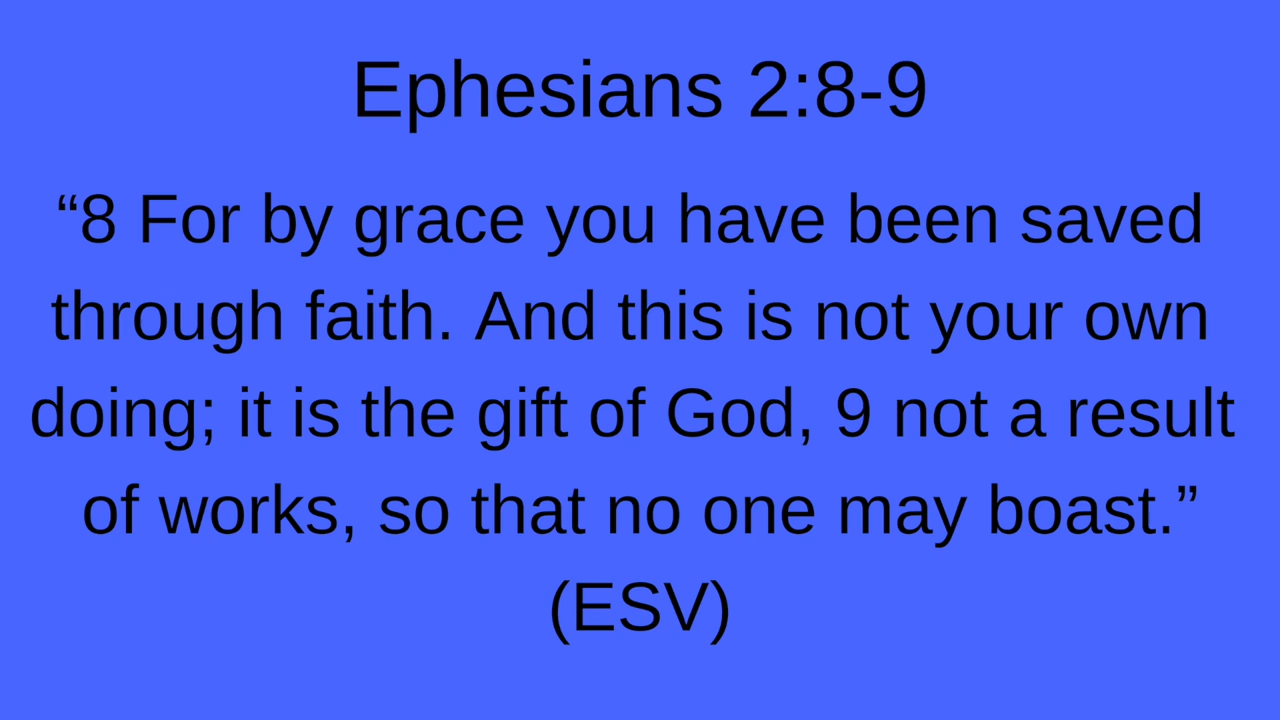 Ephesians 2:8-9
“8 For by grace you have been saved
through faith. And this is not your own
doing; it is the gift of God, 9 not a result
of works, so that no one may boast.”
(ESV)